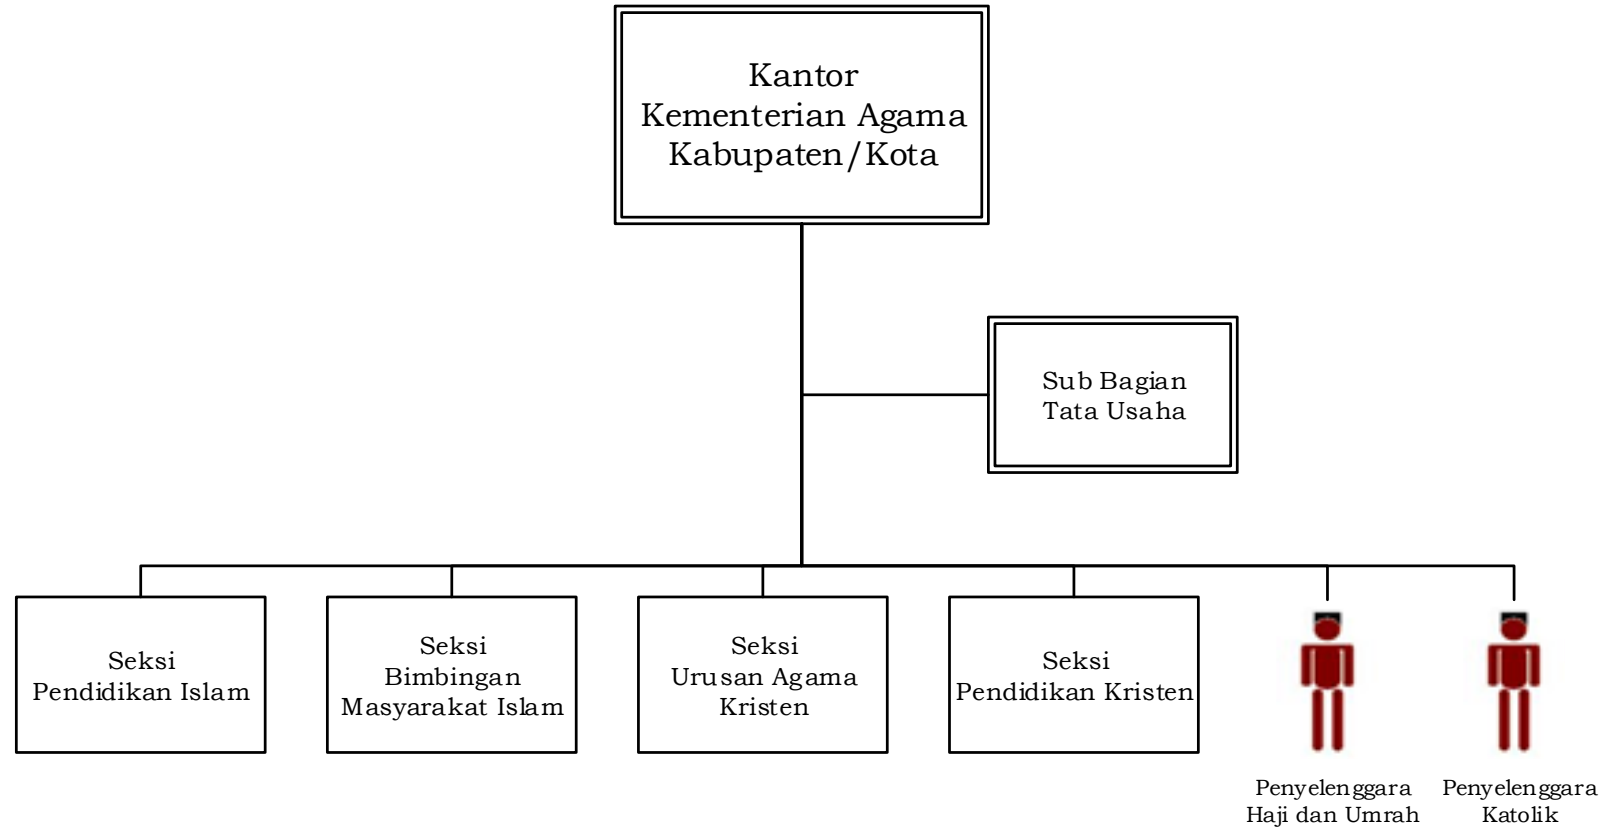 Kantor
Kementerian Agama
Kabupaten/Kota
Sub Bagian
Tata Usaha
Seksi
Pendidikan Islam
Seksi
Bimbingan
Masyarakat Islam
Seksi
Urusan Agama
Kristen
Seksi
Pendidikan Kristen
Penyelenggara
Haji dan Umrah
Penyelenggara
Katolik